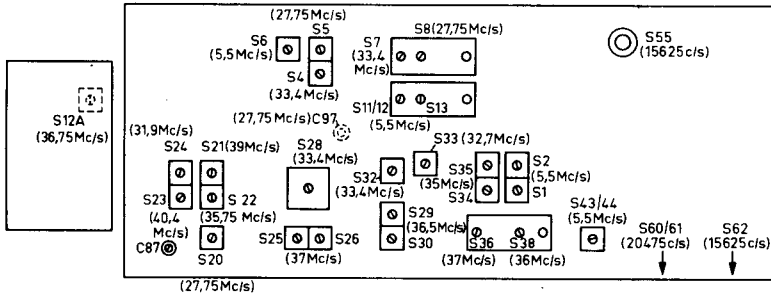 (27,75Mc/s)
S6 S5 S7 S8(27,75Mc/s)
(5,5Mc/s)
(33,4
Mc/s)
S4
(33,4Mc/s)
S55
(15625c/s)
S12A
(36,75Mc/s)
(27,75Mc/s)C97
S11/12 S13
(5,5Mc/s)
(31,9Mc/s)
S24
S21(39Mc/s)
S28
(33,4Mc/s)
S33(32,7Mc/s)
S32
(33,4Mc/s)
(35Mc/s)
S35
S34
S2
(5,5Mc/s)
S1
S23
(40,4
Mc/s)
S 22
(35,75 Mc/s)
S29
(36,5Mc/s)
S30
S43/44
(5,5Mc/s)
S60/61
(20475c/s)
S62
(15625c/s)
C87
S20
(27,75Mc/s)
S25 S26
(37Mc/s)
S36 S38
(37Mc/s) (36Mc/s)